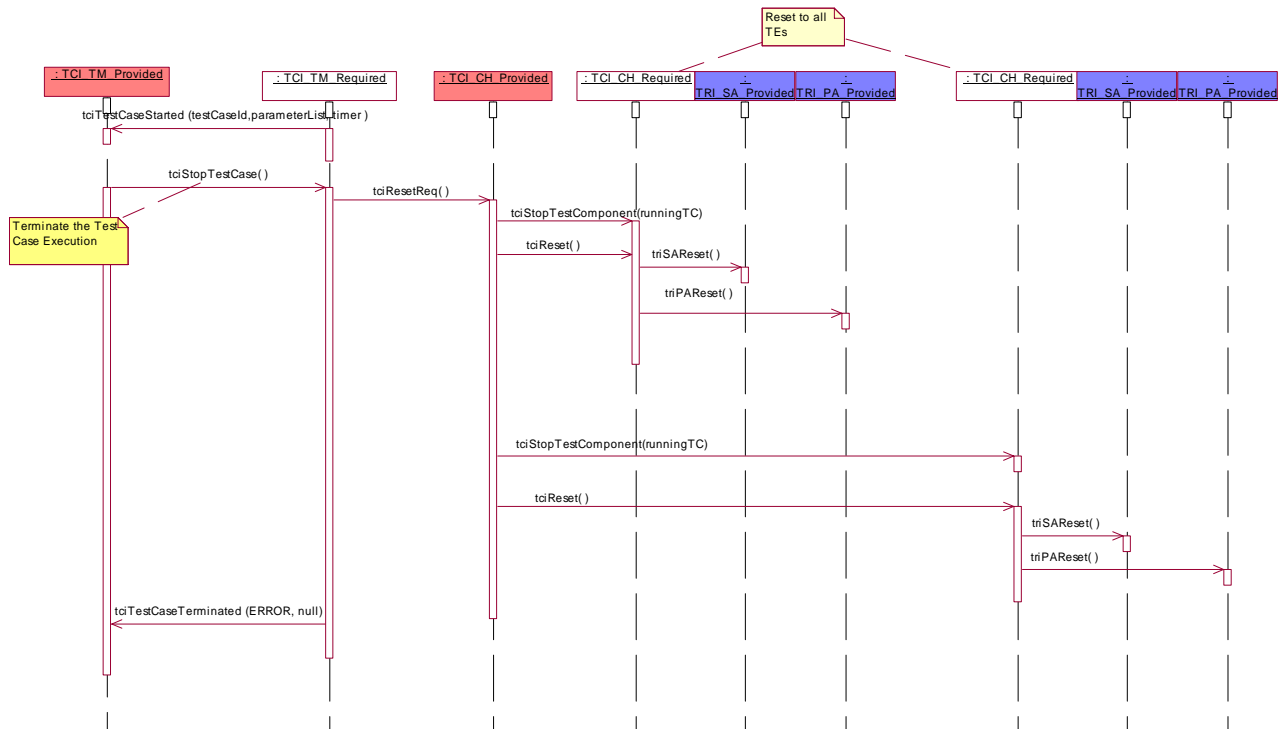 Reset to all
TEs
: TCI_TM_Provided
: TCI_TM_Required
: TCI_CH_Provided
: TCI_CH_Required
:
TRI_SA_Provided
:
TRI_PA_Provided
: TCI_CH_Required
:
TRI_SA_Provided
:
TRI_PA_Provided
tciTestCaseStarted (testCaseId,parameterList, timer )
tciStopTestCase( )
tciResetReq( )
tciStopTestComponent(runningTC)
Terminate the Test
Case Execution
tciReset( )
triSAReset( )
triPAReset( )
tciStopTestComponent(runningTC)
tciReset( )
triSAReset( )
triPAReset( )
tciTestCaseTerminated (ERROR, null)